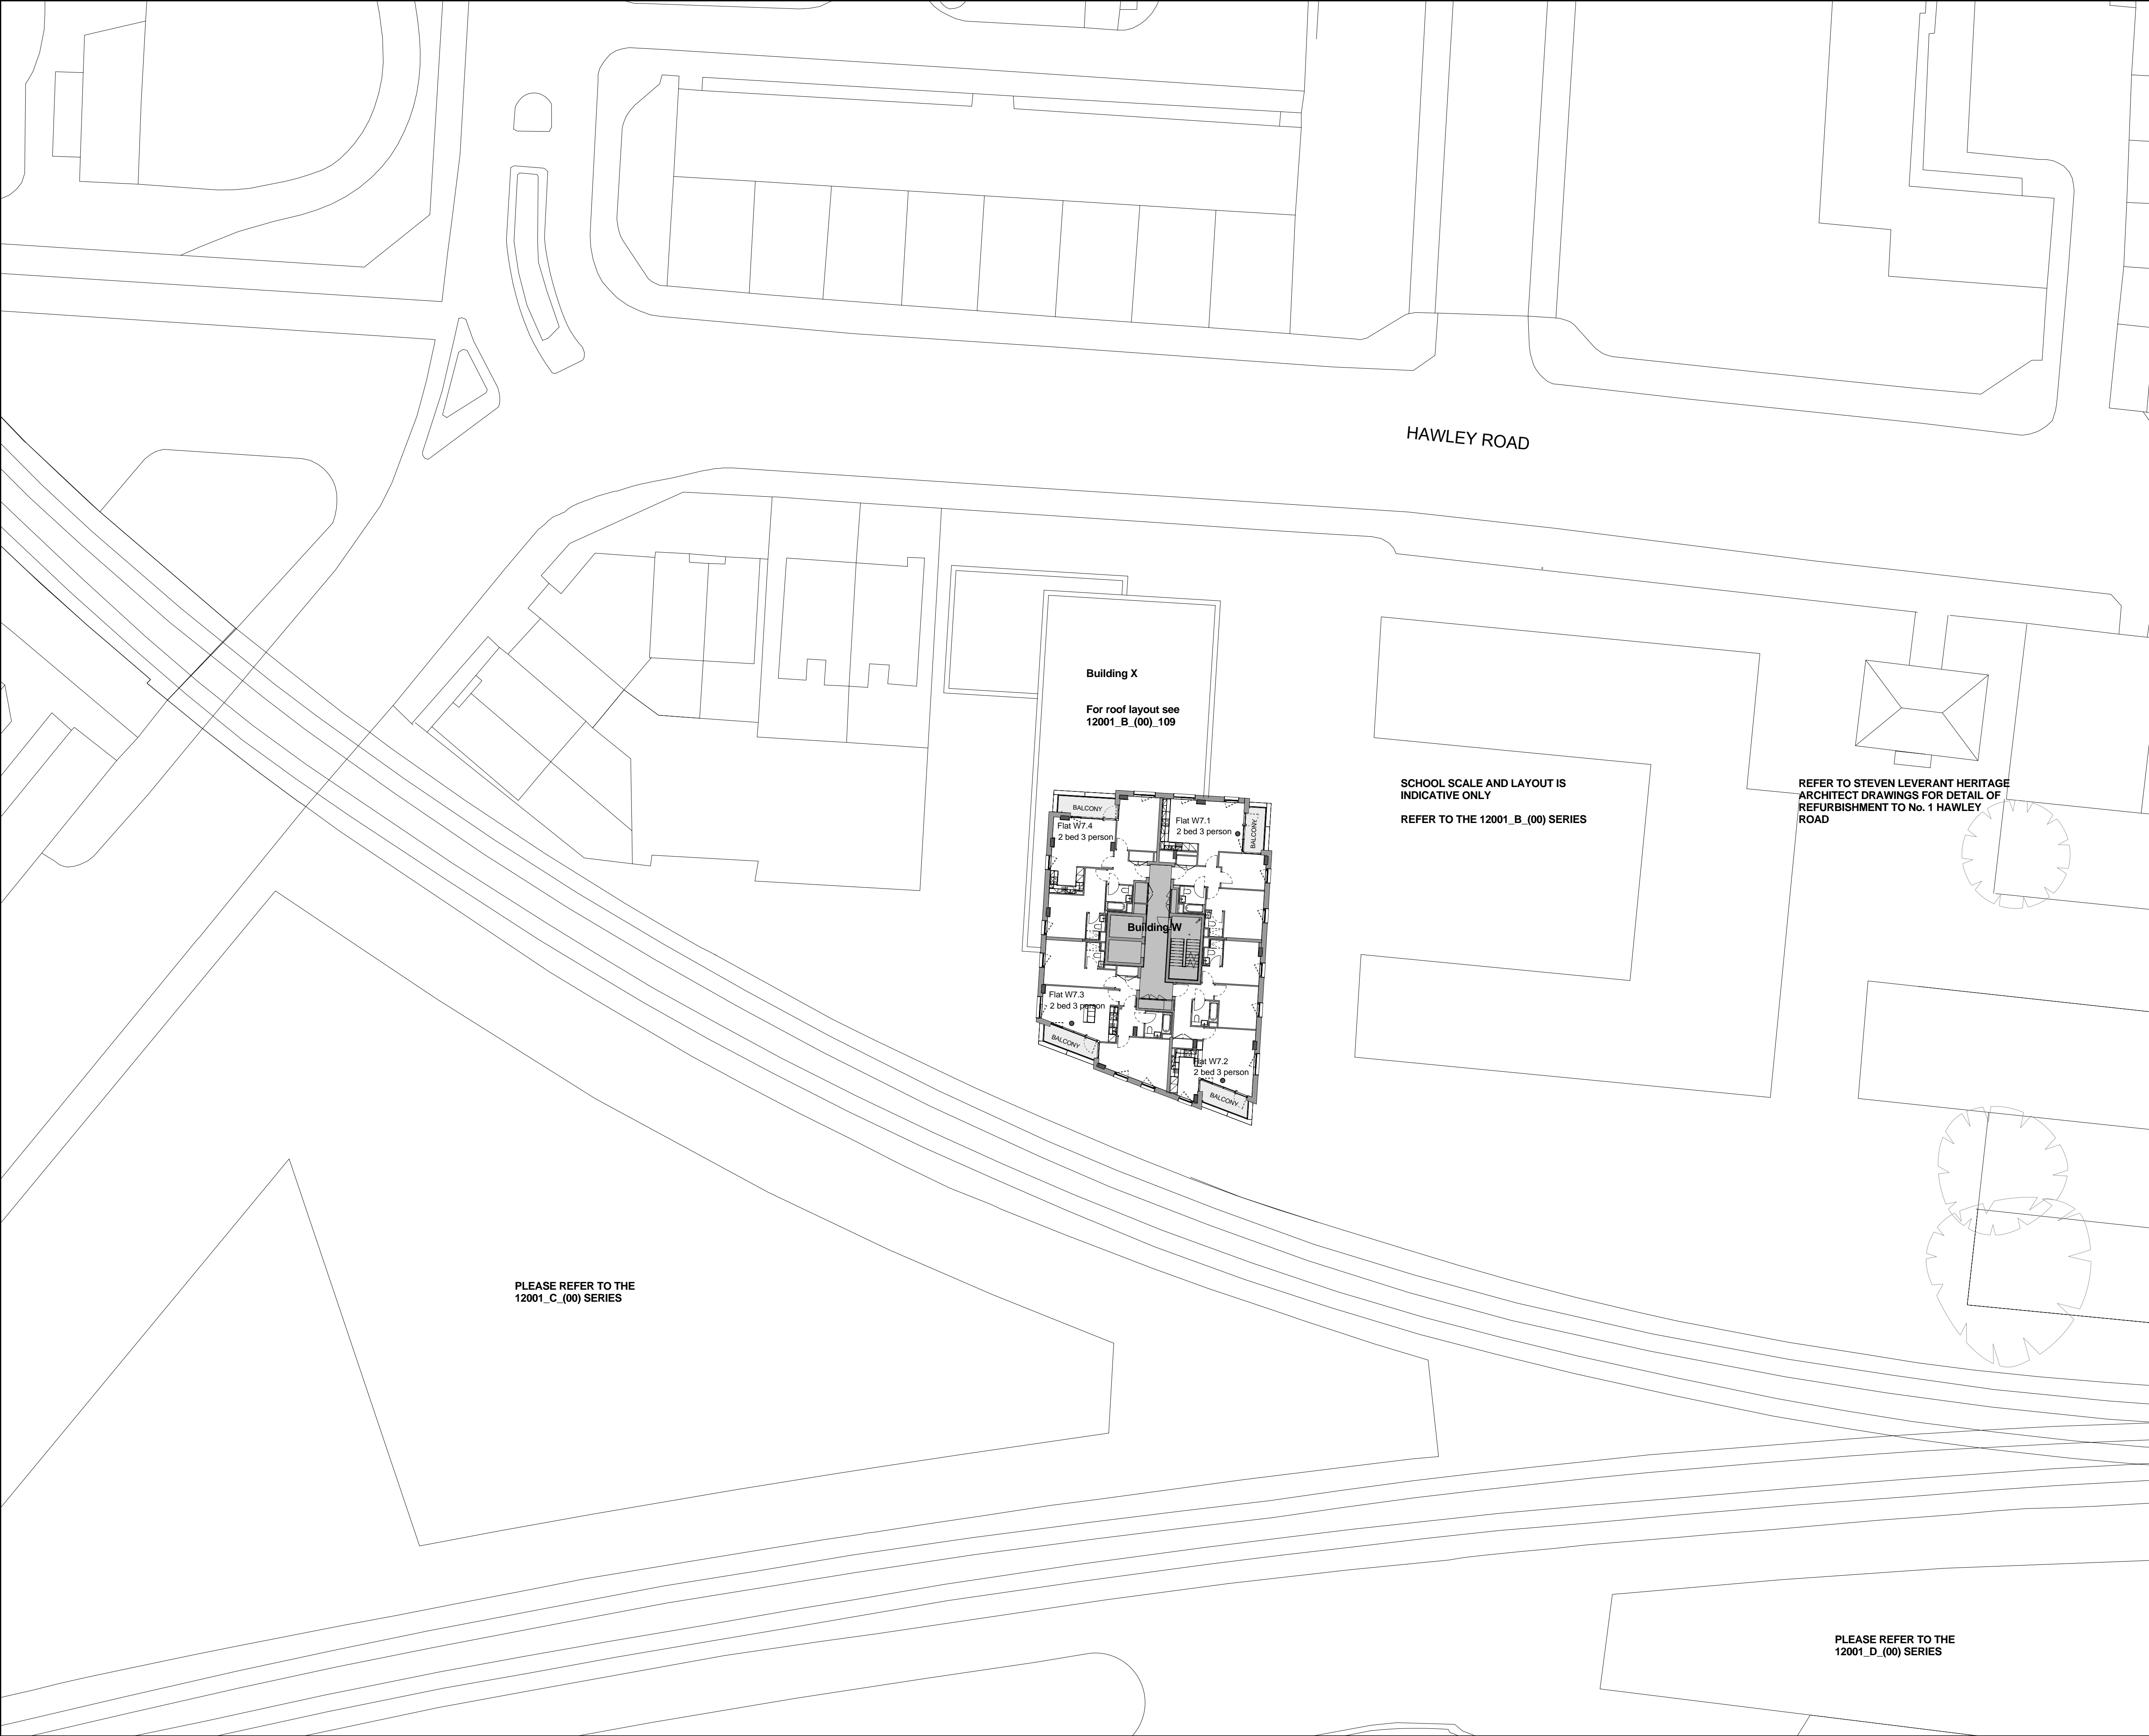 HAWLEY ROAD
Building X
For roof layout see
12001_B_(00)_109
SCHOOL SCALE AND LAYOUT IS
INDICATIVE ONLY
REFER TO THE 12001_B_(00) SERIES
REFER TO STEVEN LEVERANT HERITAGE
ARCHITECT DRAWINGS FOR DETAIL OF
REFURBISHMENT TO No. 1 HAWLEY
ROAD
BALCONY
Flat W7.4
2 bed 3 person
Flat W7.1
2 bed 3 person
BALCONY
Building W
Flat W7.3
2 bed 3 person
BALCONY
Flat W7.2
2 bed 3 person
BALCONY
PLEASE REFER TO THE
12001_C_(00) SERIES
PLEASE REFER TO THE
12001_D_(00) SERIES